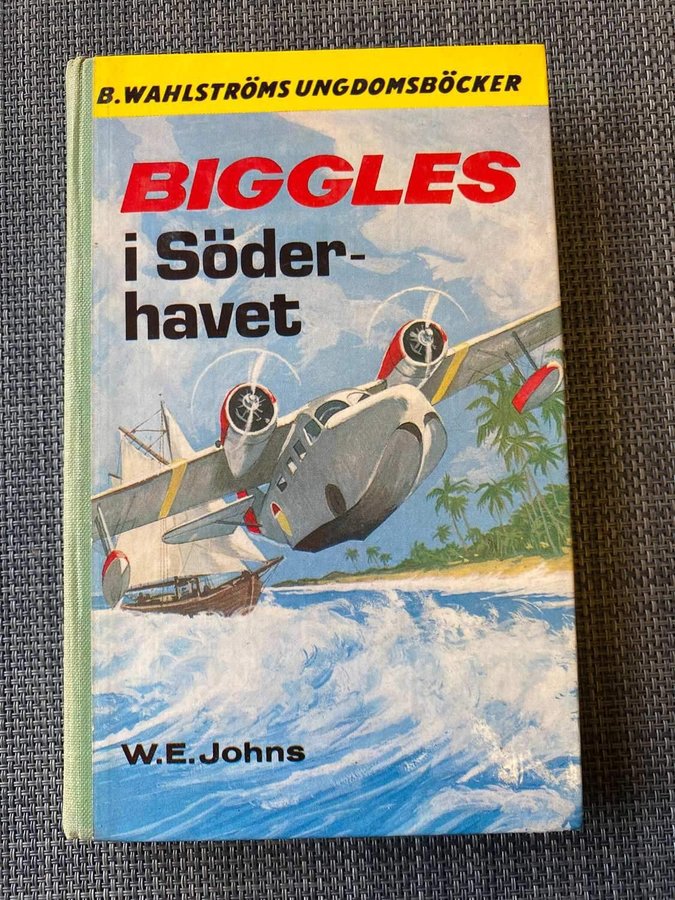 B. WAHLSTRÖMS UNGDOMSBÖCKER
BIGGLES
i Söder-
havet
W.E. Johns